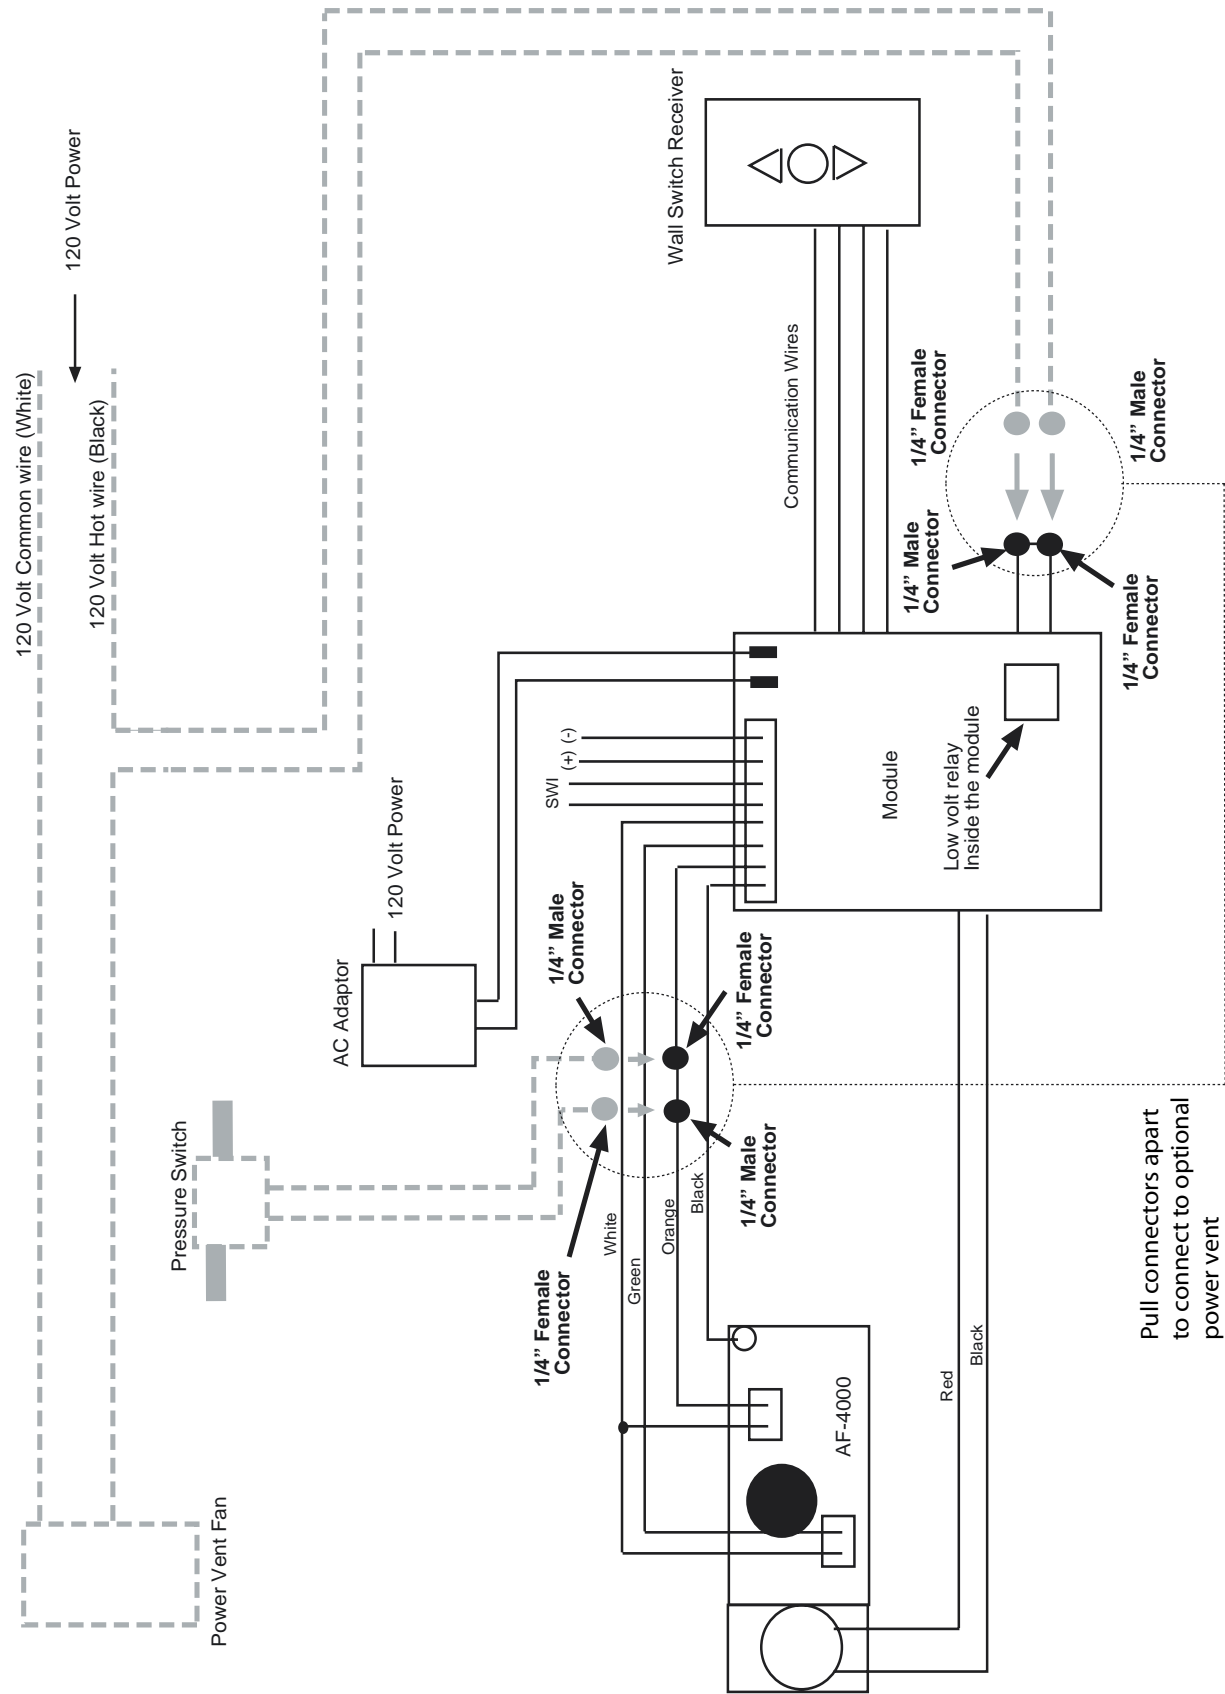 120 Volt Common wire (White)
120 Volt Power
120 Volt Hot wire (Black)
Power Vent Fan
Pressure Switch
AC Adaptor
120 Volt Power
Wall Switch Receiver
Communication Wires
SWI
(+) (-)
1/4” Male
Connector
1/4” Female
Connector
1/4” Female
Connector
1/4” Male
Connector
White
Green
Orange
Black
AF-4000
Red
Black
Module
Low volt relay
Inside the module
1/4” Female
Connector
1/4” Male
Connector
1/4” Male
Connector
1/4” Female
Connector
Pull connectors apart
to connect to optional
power vent